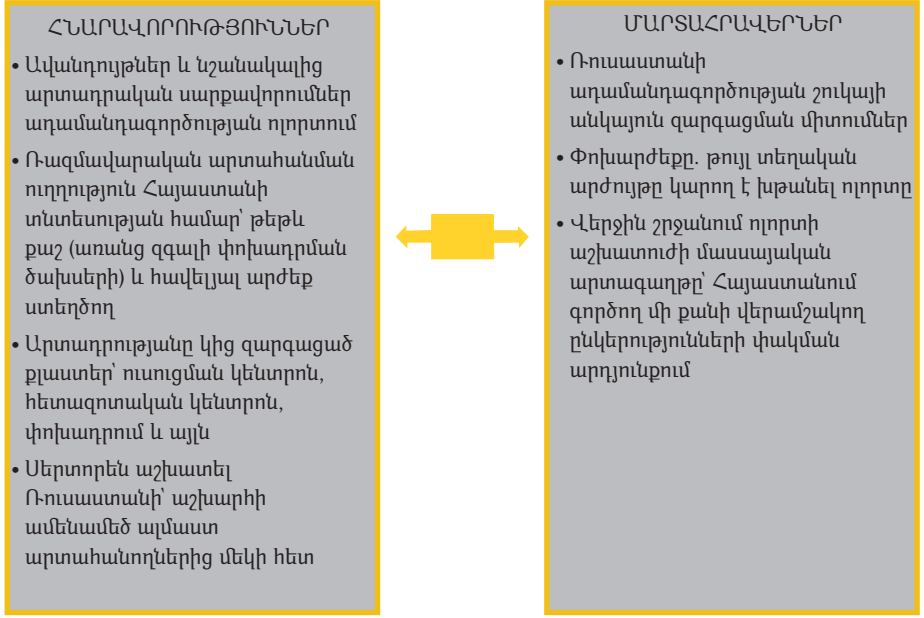 ՀՆԱՐԱՎՈՐՈՒԹՅՈՒՆՆԵՐ
• Ավանդույթներ և նշանակալից
արտադրական սարքավորումներ
ադամանդագործության ոլորտում
• Ռազմավարական արտահանման
ուղղություն Հայաստանի
տնտեսության համար՝ թեթև
քաշ (առանց զգալի փոխադրման
ծախսերի) և հավելյալ արժեք
ստեղծող
• Արտադրությանը կից զարգացած
քլաստեր՝ ուսուցման կենտրոն,
հետազոտական կենտրոն,
փոխադրում և այլն
• Սերտորեն աշխատել
Ռուսաստանի՝ աշխարհի
ամենամեծ ալմաստ
արտահանողներից մեկի հետ
ՄԱՐՏԱՀՐԱՎԵՐՆԵՐ
• Ռուսաստանի
ադամանդագործության շուկայի
անկայուն զարգացման միտումներ
• Փոխարժեքը. թույլ տեղական
արժույթը կարող է խթանել ոլորտը
• Վերջին շրջանում ոլորտի
աշխատուժի մասսայական
արտագաղթը՝ Հայաստանում
գործող մի քանի վերամշակող
ընկերությունների փակման
արդյունքում